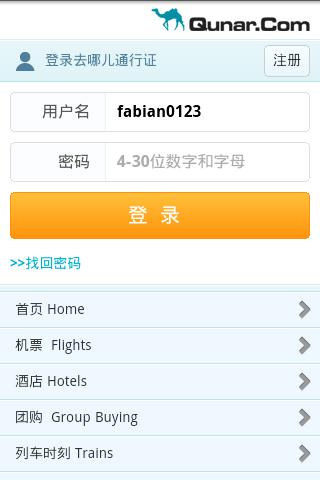 Qunar.Com
登录去哪儿通行证
注册
用户名 fabian0123
密码 4-30位数字和字母
登 录
>>找回密码
首页 Home
机票 Flights
酒店 Hotels
团购 Group Buying
列车时刻 Trains